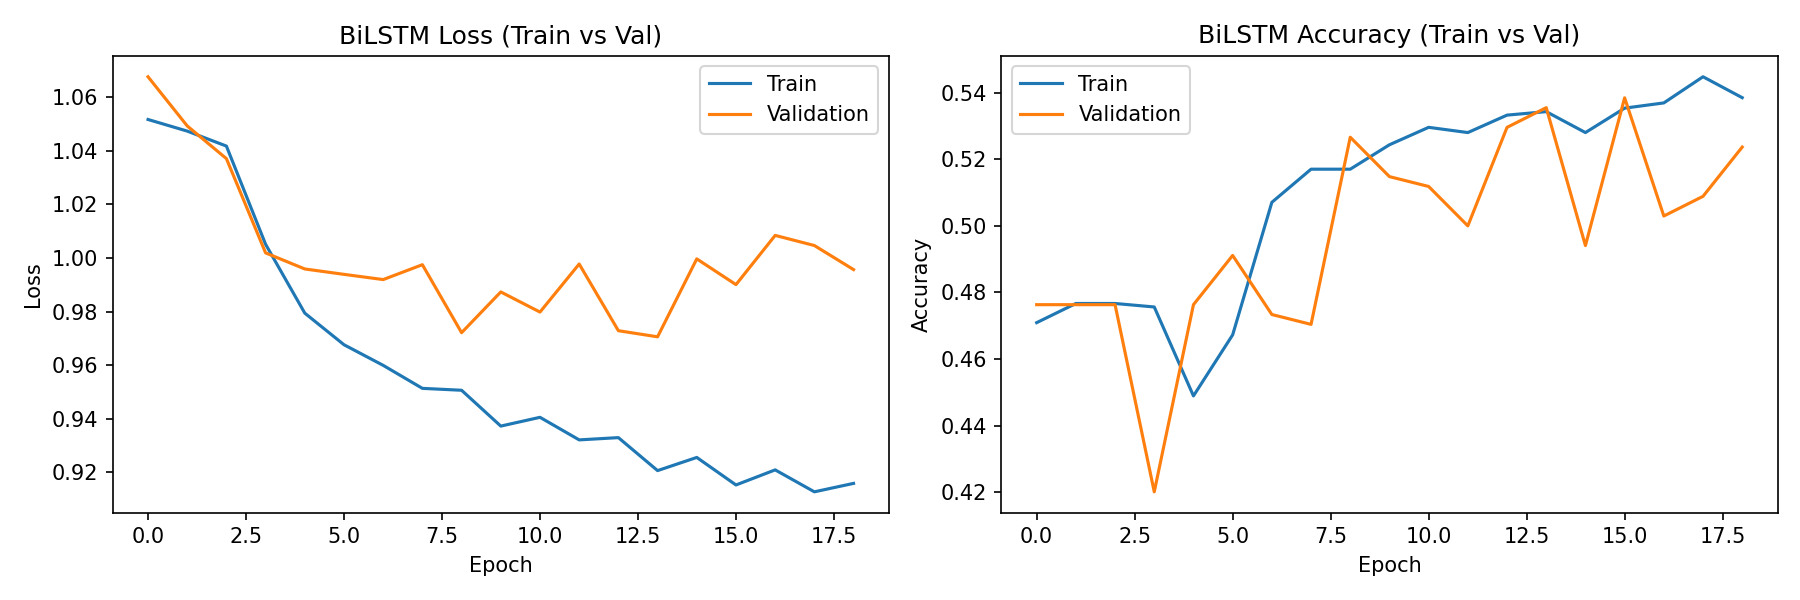 BiLSTM Loss (Train vs Val)
Train
Validation
1.06
1.04
1.02
1.00
0.98
0.96
0.94
0.92
Loss
0.0 2.5 5.0 7.5 10.0 12.5 15.0 17.5
Epoch
BiLSTM Accuracy (Train vs Val)
Train
Validation
0.54
0.52
0.50
0.48
0.46
0.44
0.42
Accuracy
0.0 2.5 5.0 7.5 10.0 12.5 15.0 17.5
Epoch